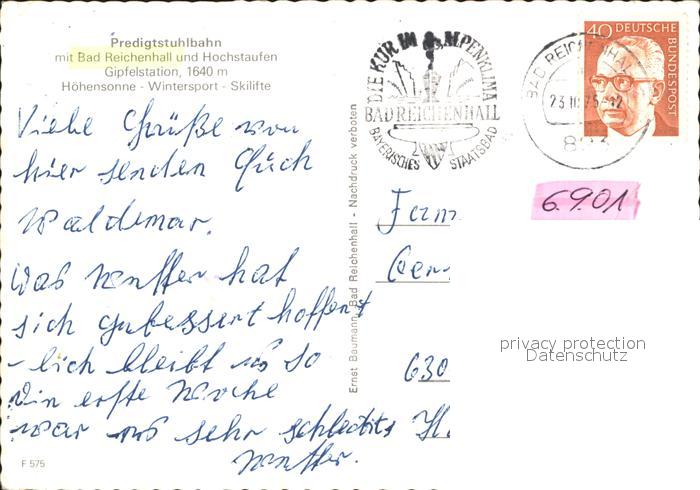 Predigtstuhlbahn
mit Bad Reichenhall und Hochstaufen
Gipfelstation, 1640 m
Höhensonne - Wintersport - Skilifte
Viele Grüße von
hier senden Euch
Waldemar.
Das Wetter hat
sich gebessert hoffent
-lich bleibt es so
Die erste Woche
war es sehr schlechtes
Wetter.
F 575
Ernst Baumann, Bad Reichenhall - Nachdruck verboten
DIE KUR IM ALPENKLIMA
BAD REICHENHALL
BAYERISCHES STAATSBAD
BAD REICHENHALL
40 DEUTSCHE BUNDESPOST
6901
Fam
630
privacy protection
Datenschutz